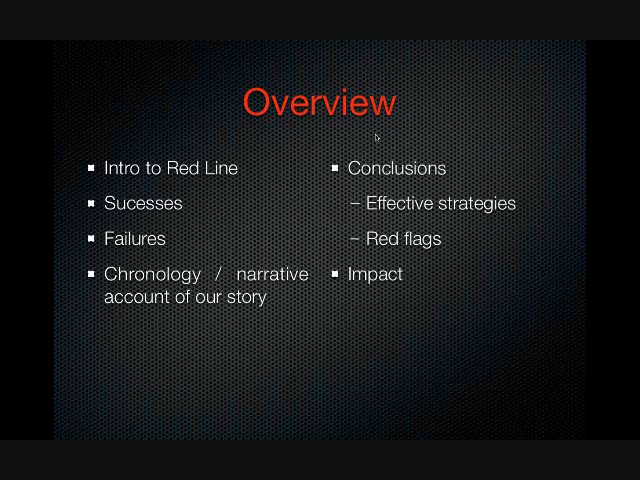 Overview
Intro to Red Line
Sucesses
Failures
Chronology / narrative
account of our story
Conclusions
– Effective strategies
– Red flags
Impact